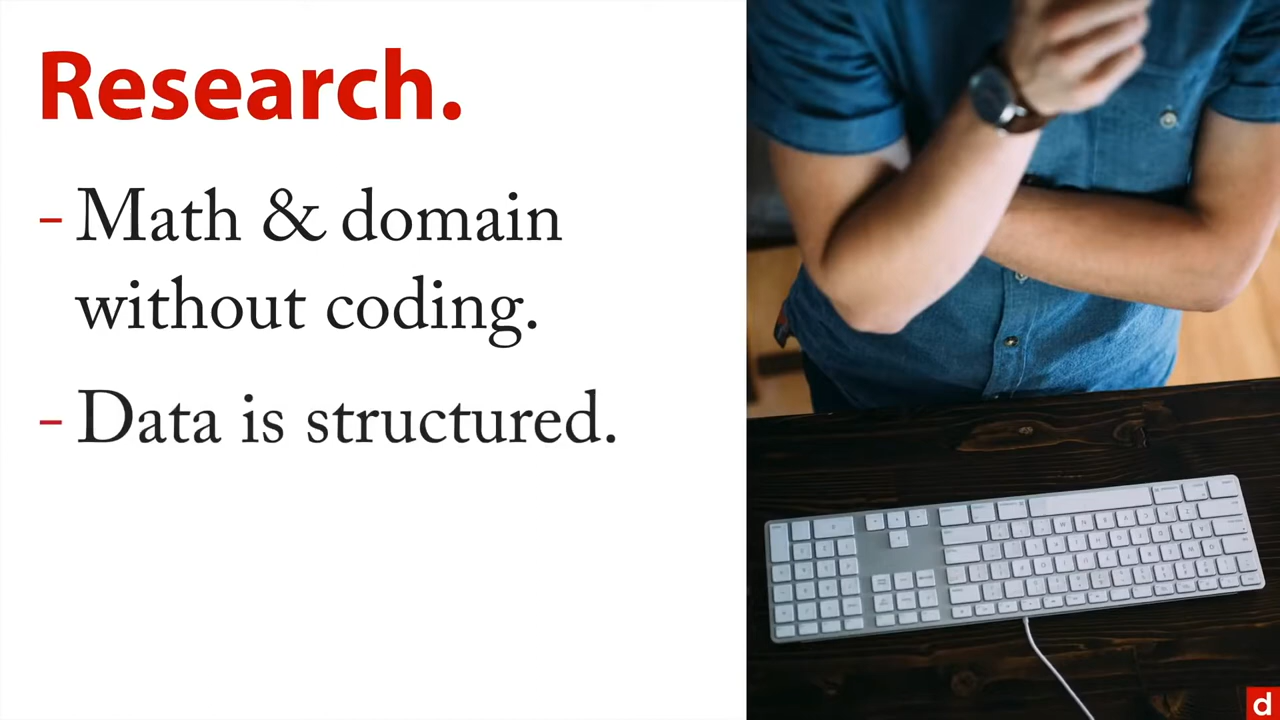 Research.
- Math & domain
without coding.
- Data is structured.
d